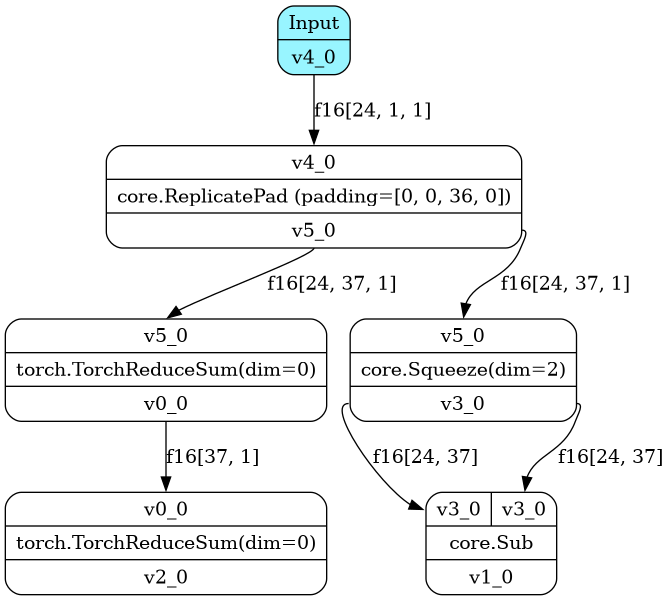 Input
v4_0
f16[24, 1, 1]
v4_0
core.ReplicatePad (padding=[0, 0, 36, 0])
v5_0
f16[24, 37, 1]
f16[24, 37, 1]
v5_0
torch.TorchReduceSum(dim=0)
v0_0
v5_0
core.Squeeze(dim=2)
v3_0
f16[37, 1]
f16[24, 37]
f16[24, 37]
v0_0
torch.TorchReduceSum(dim=0)
v2_0
v3_0 v3_0
core.Sub
v1_0